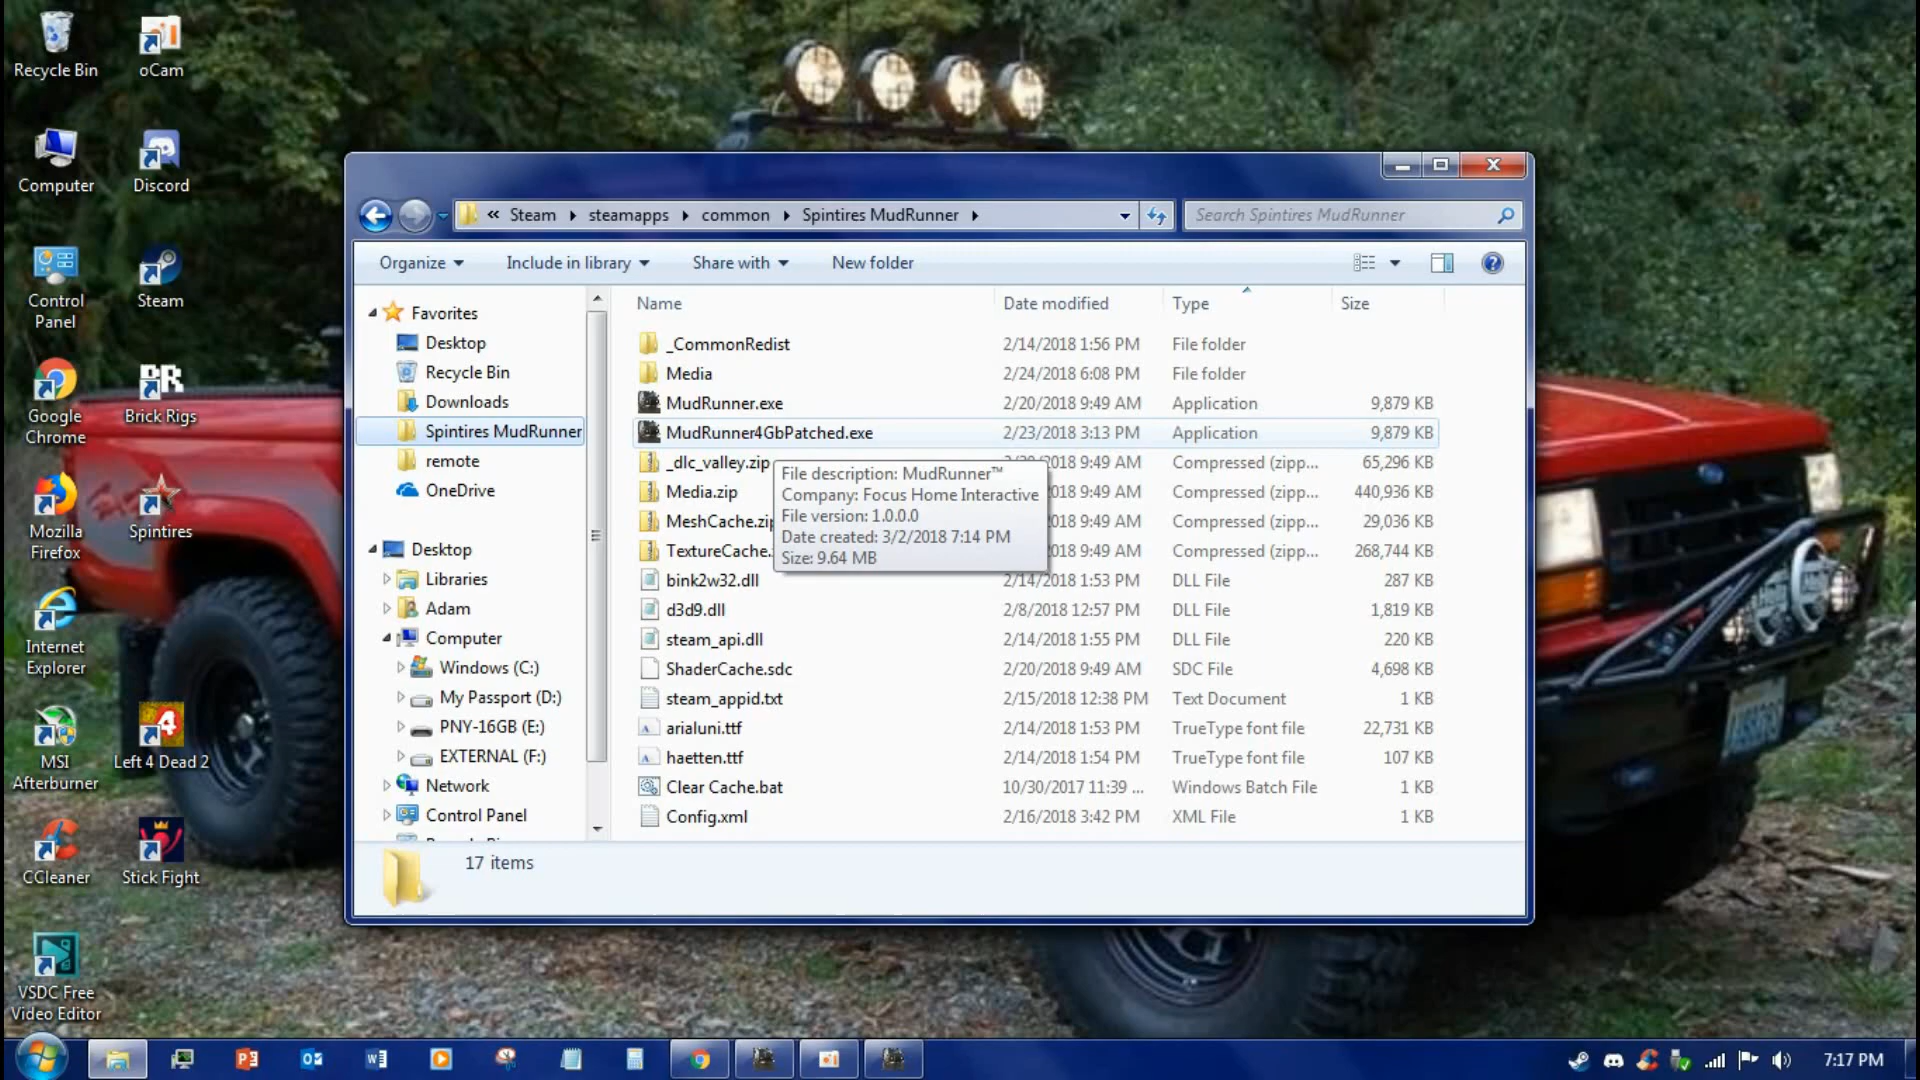 Recycle Bin
oCam
Computer
Discord
Control
Panel
Steam
Google
Chrome
Brick Rigs
Mozilla
Firefox
Spintires
Internet
Explorer
MSI
Afterburner
Left 4 Dead 2
CCleaner
Stick Fight
VSDC Free
Video Editor
« Steam steamapps common Spintires MudRunner
Search Spintires MudRunner
Organize Include in library Share with New folder
Favorites
Desktop
Recycle Bin
Downloads
Spintires MudRunner
remote
OneDrive
Desktop
Libraries
Adam
Computer
Windows (C:)
My Passport (D:)
PNY-16GB (E:)
EXTERNAL (F:)
Network
Control Panel
Name Date modified Type Size
_CommonRedist 2/14/2018 1:56 PM File folder
Media 2/24/2018 6:08 PM File folder
MudRunner.exe 2/20/2018 9:49 AM Application 9,879 KB
MudRunner4GbPatched.exe 2/23/2018 3:13 PM Application 9,879 KB
_dlc_valley.zip 2018 9:49 AM Compressed (zipp... 65,296 KB
Media.zip 2018 9:49 AM Compressed (zipp... 440,936 KB
MeshCache.zip 2018 9:49 AM Compressed (zipp... 29,036 KB
TextureCache. 2018 9:49 AM Compressed (zipp... 268,744 KB
File description: MudRunner™
Company: Focus Home Interactive
File version: 1.0.0.0
Date created: 3/2/2018 7:14 PM
Size: 9.64 MB
bink2w32.dll 2/14/2018 1:53 PM DLL File 287 KB
d3d9.dll 2/8/2018 12:57 PM DLL File 1,819 KB
steam_api.dll 2/14/2018 1:55 PM DLL File 220 KB
ShaderCache.sdc 2/20/2018 9:49 AM SDC File 4,698 KB
steam_appid.txt 2/15/2018 12:38 PM Text Document 1 KB
arialuni.ttf 2/14/2018 1:53 PM TrueType font file 22,731 KB
haetten.ttf 2/14/2018 1:54 PM TrueType font file 107 KB
Clear Cache.bat 10/30/2017 11:39 ... Windows Batch File 1 KB
Config.xml 2/16/2018 3:42 PM XML File 1 KB
17 items
7:17 PM